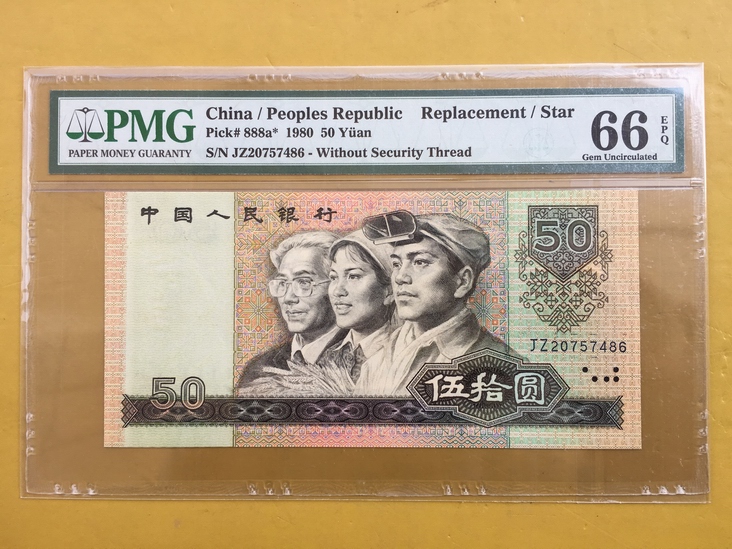 PMG
PAPER MONEY GUARANTY
China / Peoples Republic Replacement / Star
Pick# 888a* 1980 50 Yüan
S/N JZ20757486 - Without Security Thread
66
EPQ
Gem Uncirculated
中国人民银行
50
JZ20757486
50
伍拾圆